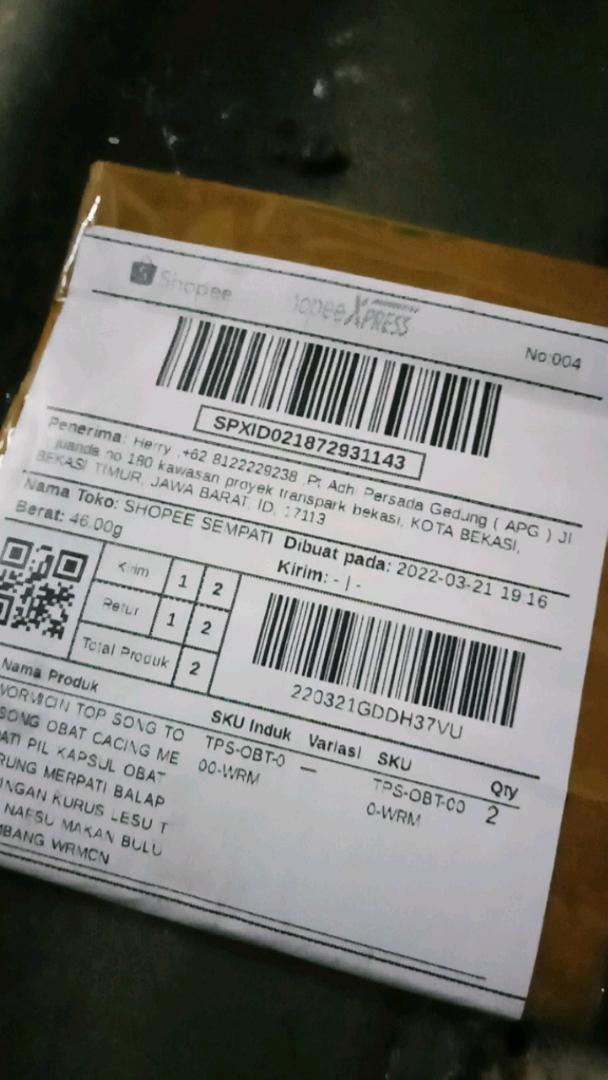 Shopee
opeeXPRESS
No:004
SPXID021872931143
Penerima: Herry ,+62 8122229238 ,Pt Adhi Persada Gedung ( APG ) Jl
juanda no 180 kawasan proyek transpark bekasi, KOTA BEKASI,
BEKASI TIMUR, JAWA BARAT, ID, 17113
Nama Toko: SHOPEE SEMPATI
Dibuat pada: 2022-03-21 19:16
Berat: 46.00g
Kirim: - | -
Kirim 1 2
Retur 1 2
Total Produk 2
220321GDDH37VU
Nama Produk SKU Induk Variasi SKU Qty
WORMICIN TOP SONG TO TPS-OBT-0 — TPS-OBT-00 2
SONG OBAT CACING ME 00-WRM 0-WRM
ATI PIL KAPSUL OBAT
RUNG MERPATI BALAP
NGAN KURUS LESU T
NAFSU MAKAN BULU
MBANG WRMCN